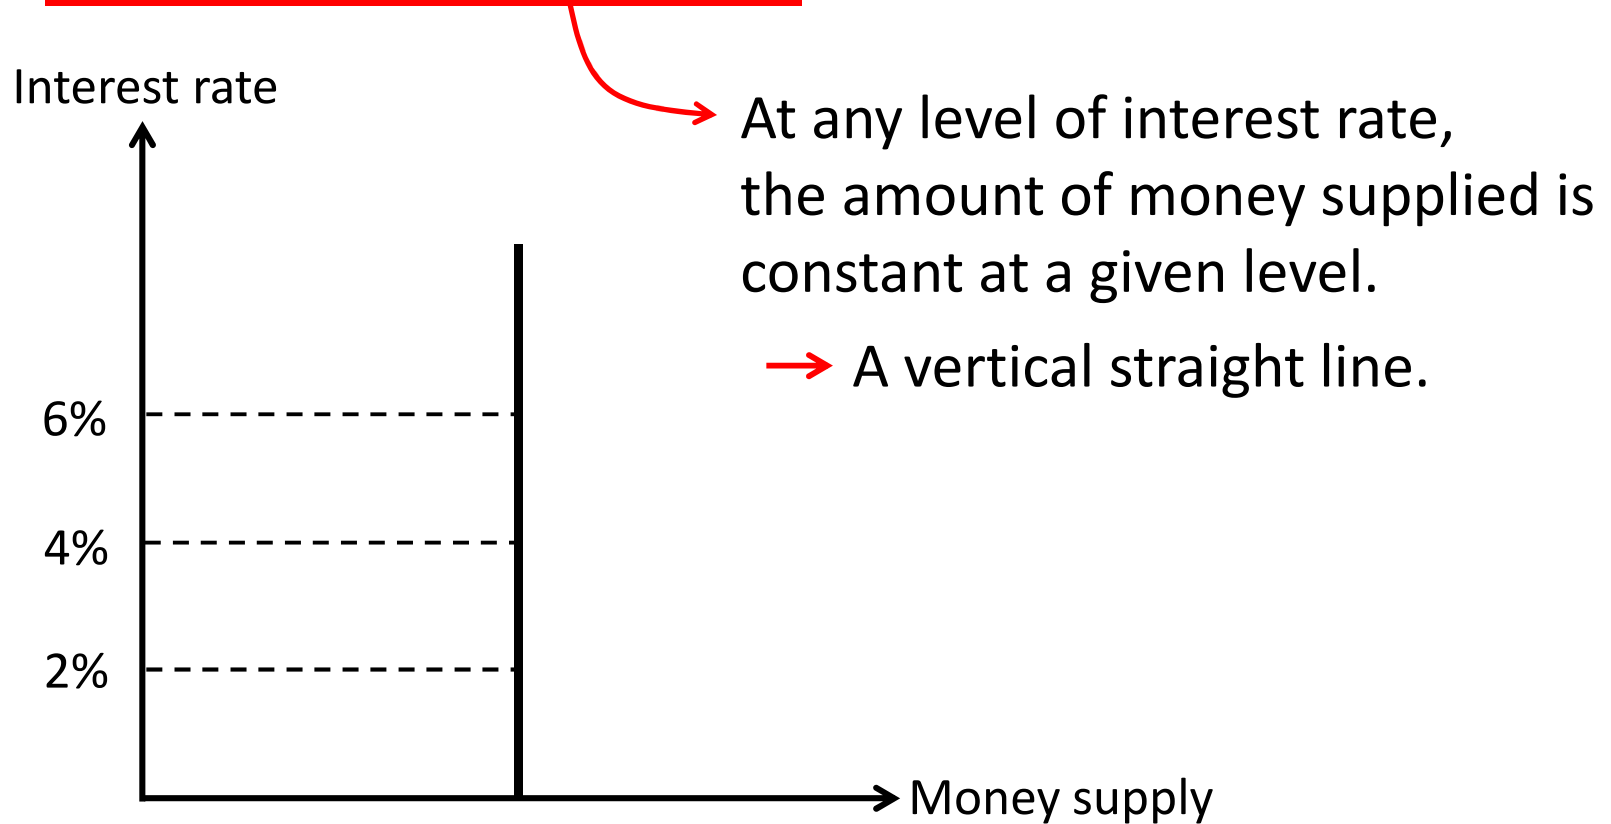 Interest rate
At any level of interest rate,
the amount of money supplied is
constant at a given level.
A vertical straight line.
6%
4%
2%
Money supply